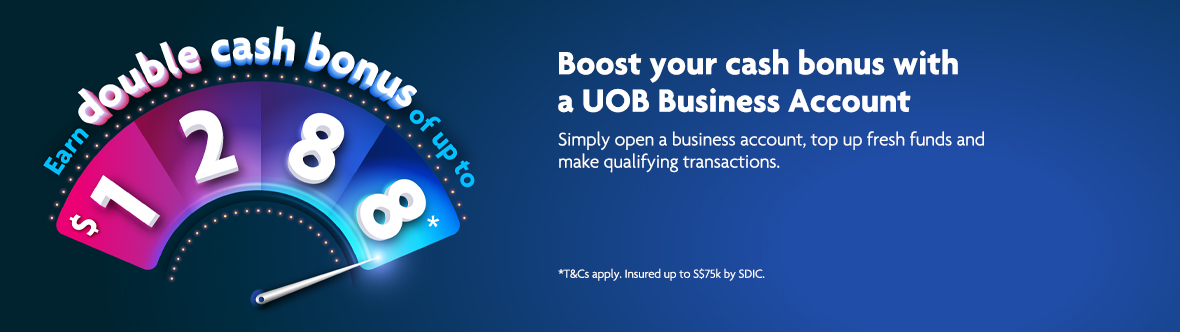 Earn double cash bonus of up to
$1288*
Boost your cash bonus with
a UOB Business Account
Simply open a business account, top up fresh funds and
make qualifying transactions.
*T&Cs apply. Insured up to S$75k by SDIC.